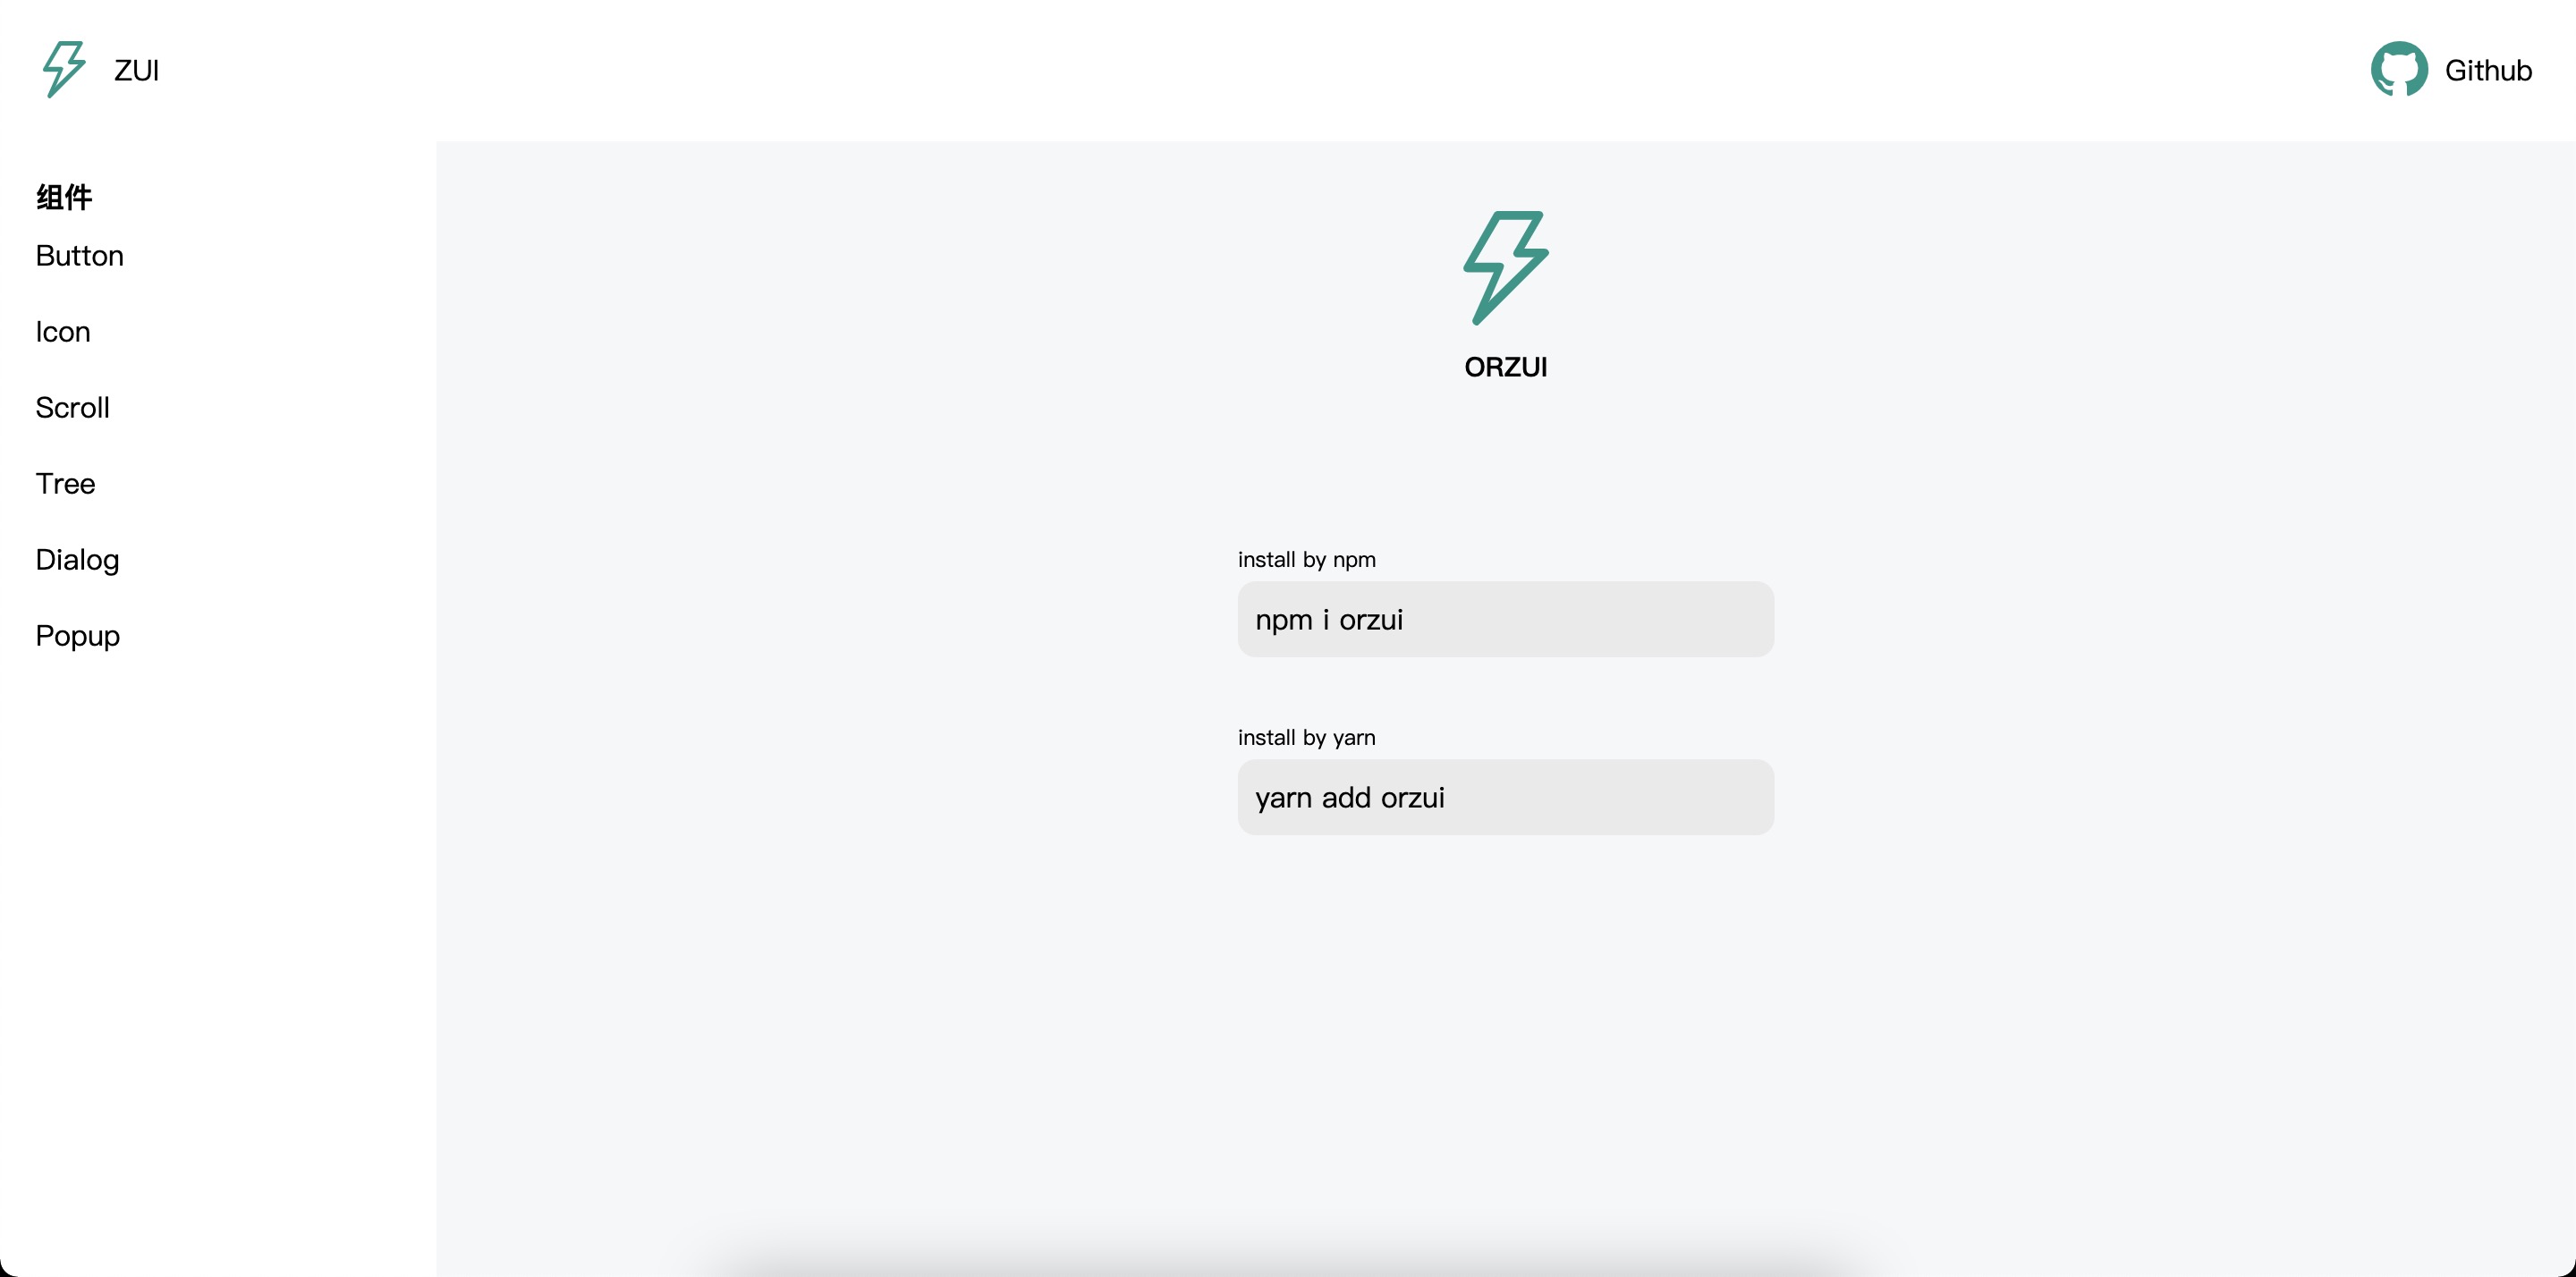 ZUI
Github
组件
Button
Icon
Scroll
Tree
Dialog
Popup
ORZUI
install by npm
npm i orzui
install by yarn
yarn add orzui